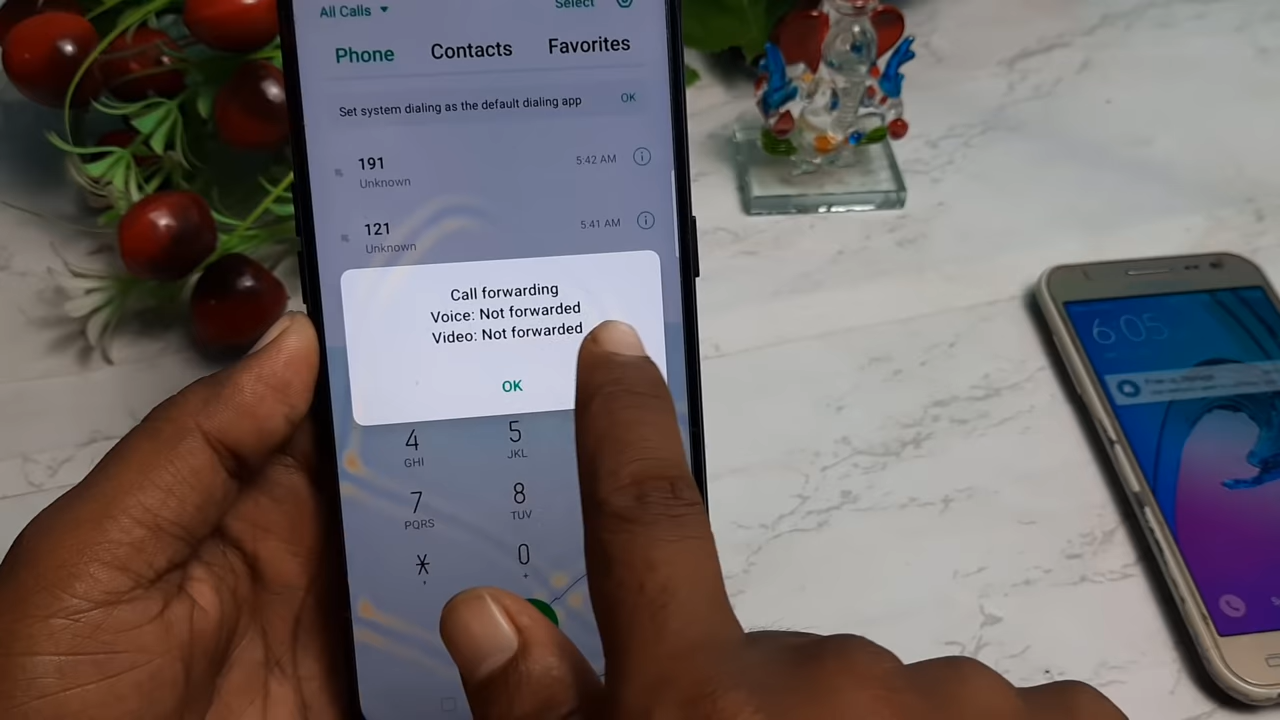 All Calls
Select
Phone Contacts Favorites
Set system dialing as the default dialing app OK
191 5:42 AM
Unknown
121 5:41 AM
Unknown
Call forwarding
Voice: Not forwarded
Video: Not forwarded
OK
4 5
GHI JKL
7 8
PQRS TUV
* 0
, +
6 05